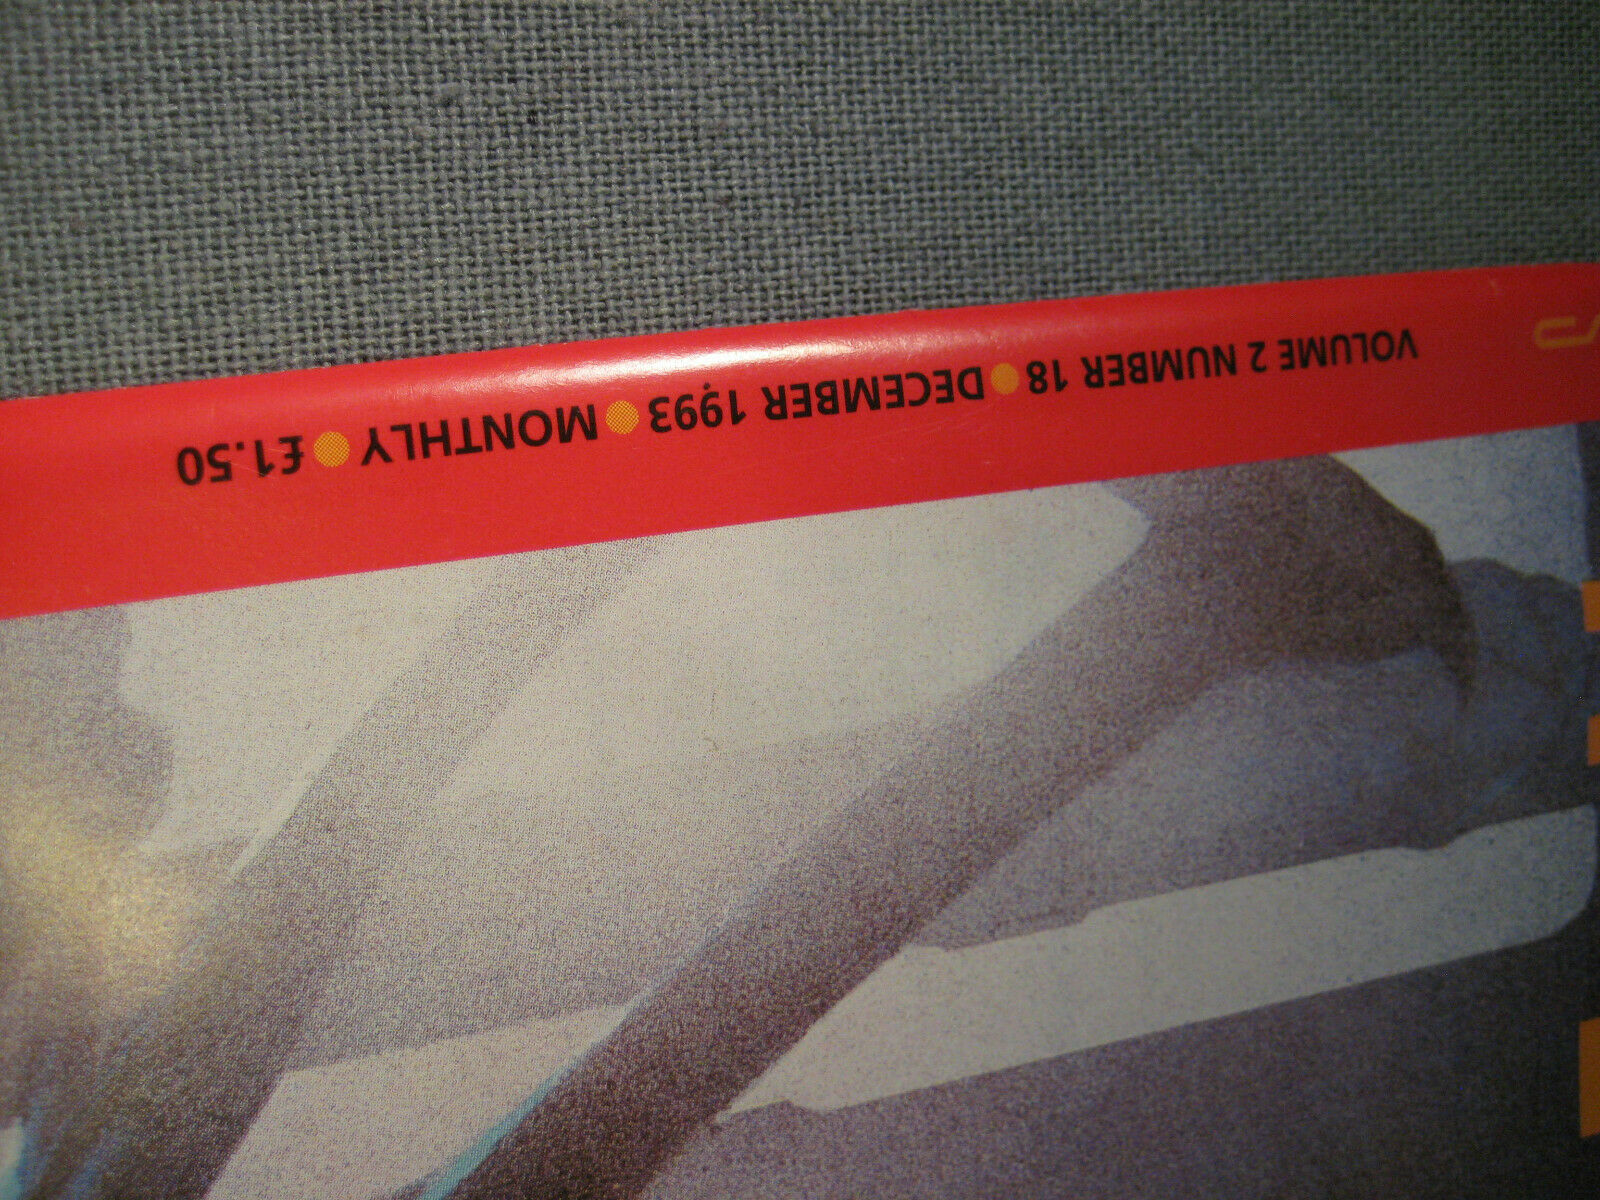 VOLUME 2 NUMBER 18 ● DECEMBER 1993 ● MONTHLY ● £1.50